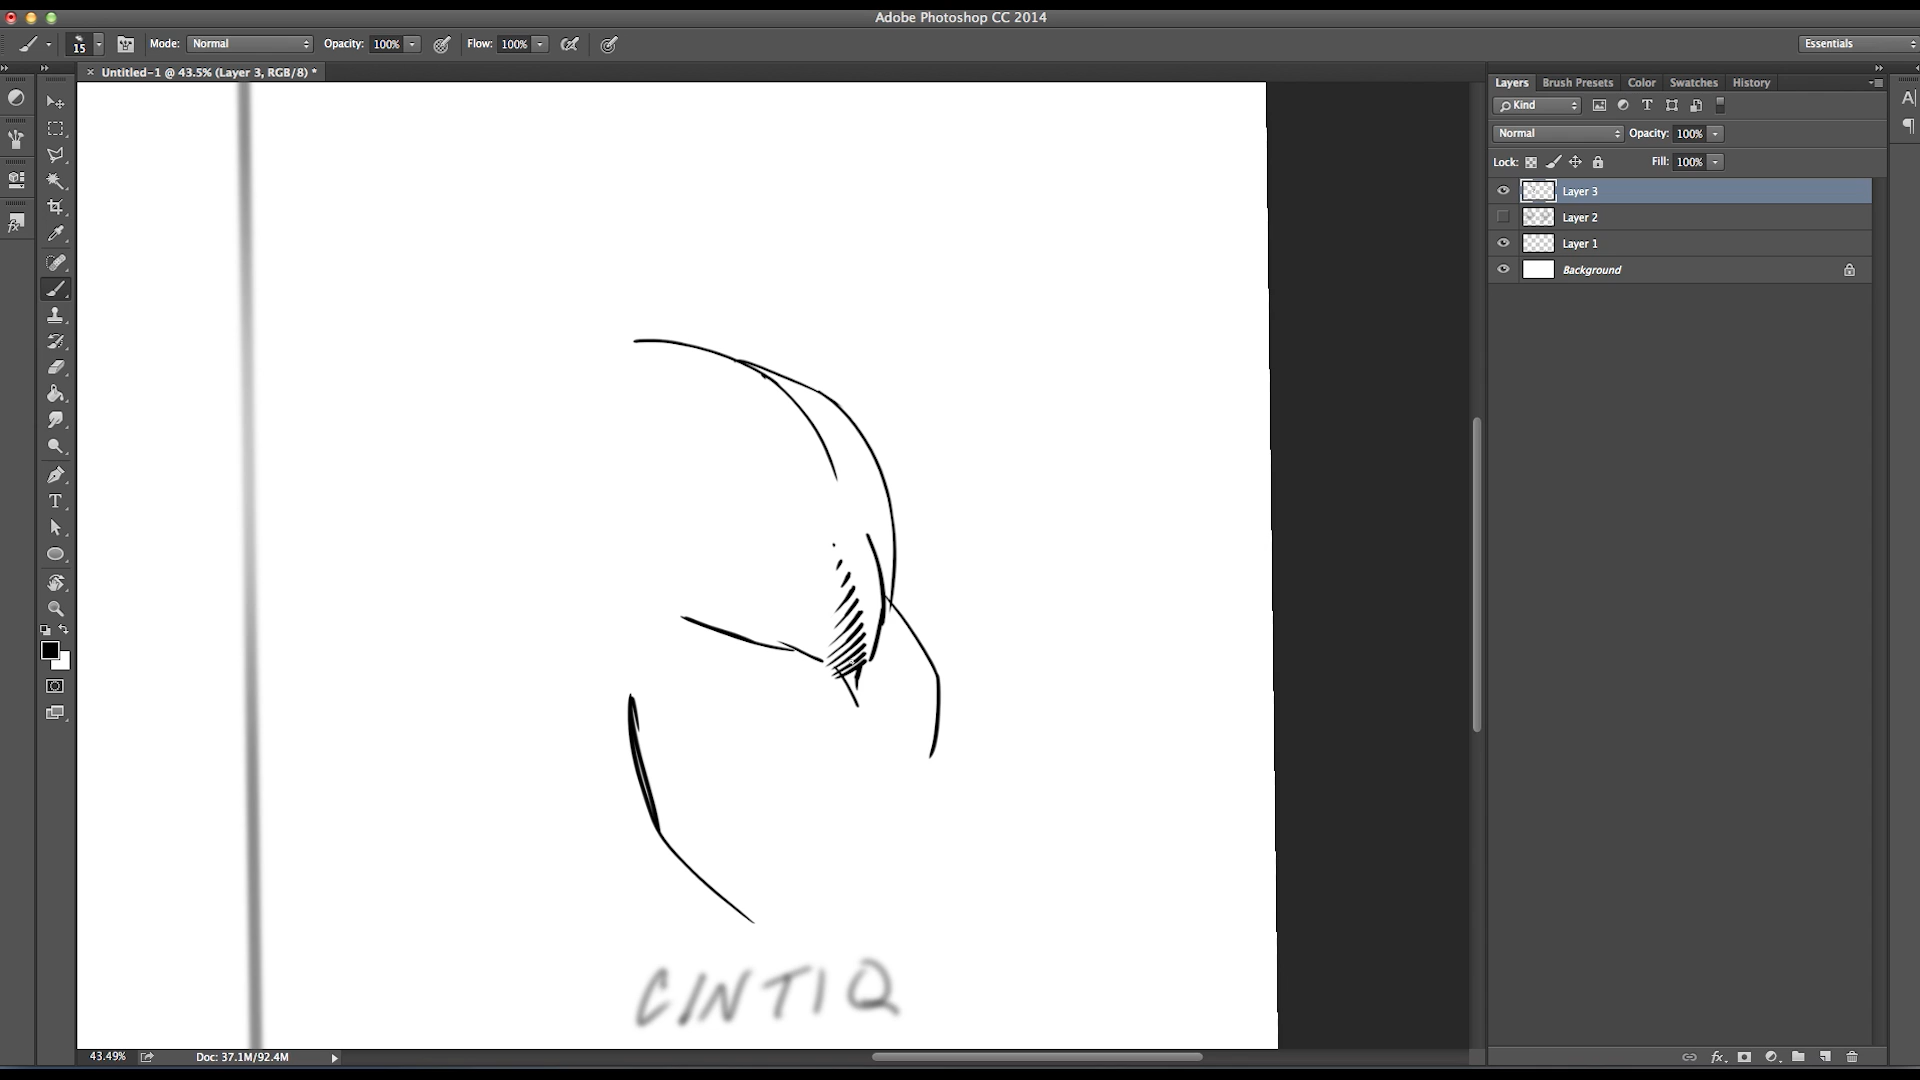 Adobe Photoshop CC 2014
15 Mode: Normal Opacity: 100% Flow: 100% Essentials
× Untitled-1 @ 43.5% (Layer 3, RGB/8) *
Layers Brush Presets Color Swatches History
Kind
Normal Opacity: 100%
Lock: Fill: 100%
Layer 3
Layer 2
Layer 1
Background
CINTIQ
43.49% Doc: 37.1M/92.4M